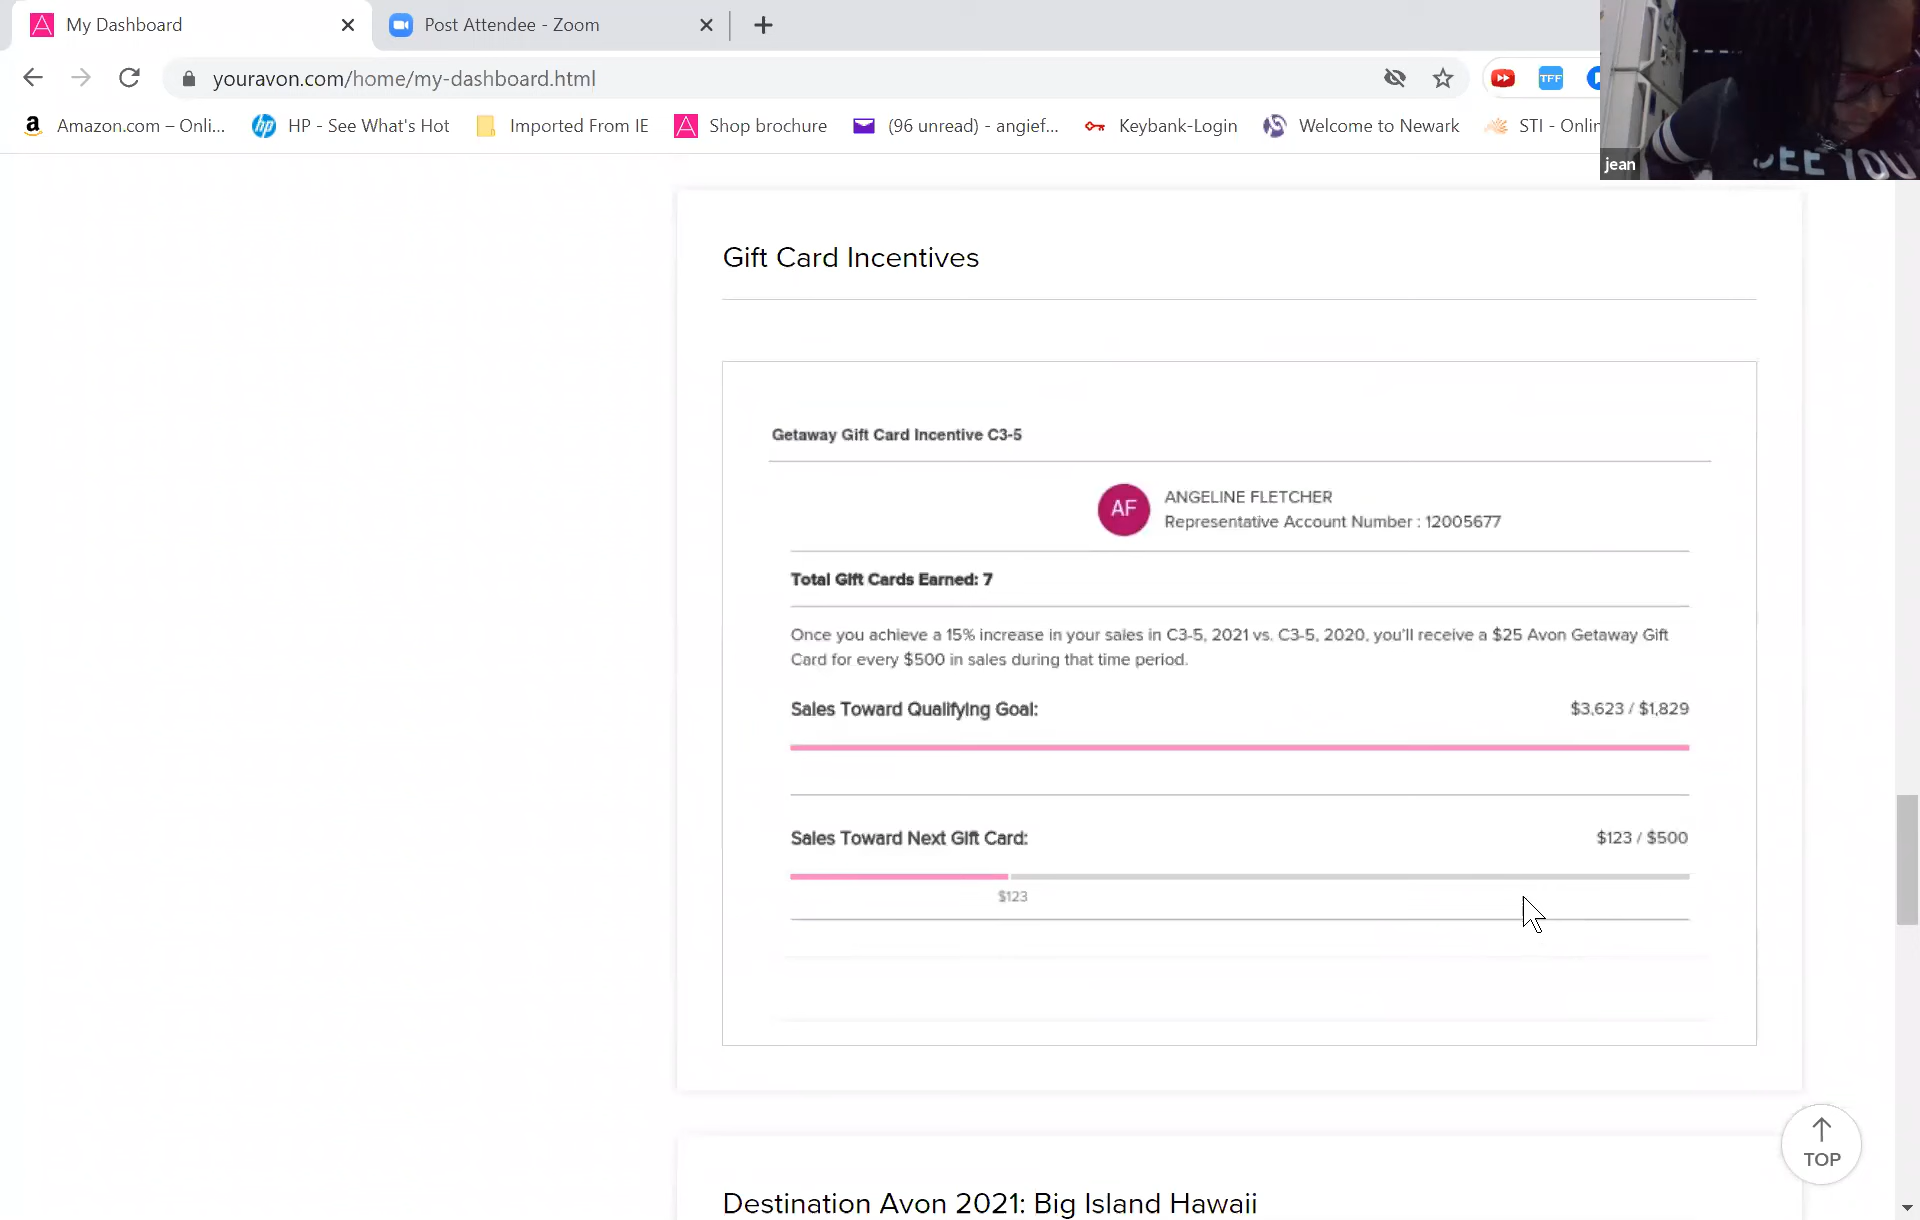 My Dashboard
Post Attendee - Zoom
youravon.com/home/my-dashboard.html
TFF
Amazon.com – Onli...
HP - See What's Hot
Imported From IE
Shop brochure
(96 unread) - angief...
Keybank-Login
Welcome to Newark
STI - Onlin
jean
SEE YOU
Gift Card Incentives
Getaway Gift Card Incentive C3-5
AF
ANGELINE FLETCHER
Representative Account Number : 12005677
Total Gift Cards Earned: 7
Once you achieve a 15% increase in your sales in C3-5, 2021 vs. C3-5, 2020, you'll receive a $25 Avon Getaway Gift
Card for every $500 in sales during that time period.
Sales Toward Qualifying Goal:
$3,623 / $1,829
Sales Toward Next Gift Card:
$123 / $500
$123
TOP
Destination Avon 2021: Big Island Hawaii